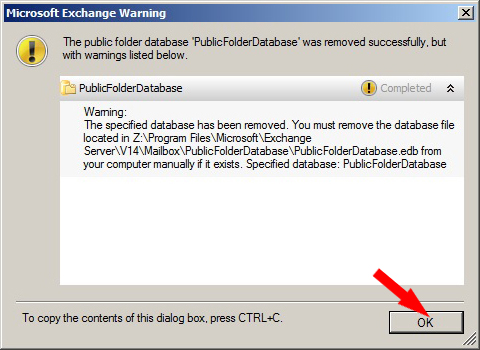 Microsoft Exchange Warning
The public folder database 'PublicFolderDatabase' was removed successfully, but
with warnings listed below.
PublicFolderDatabase
Completed
Warning:
The specified database has been removed. You must remove the database file
located in Z:\Program Files\Microsoft\Exchange
Server\V14\Mailbox\PublicFolderDatabase\PublicFolderDatabase.edb from
your computer manually if it exists. Specified database: PublicFolderDatabase
To copy the contents of this dialog box, press CTRL+C.
OK